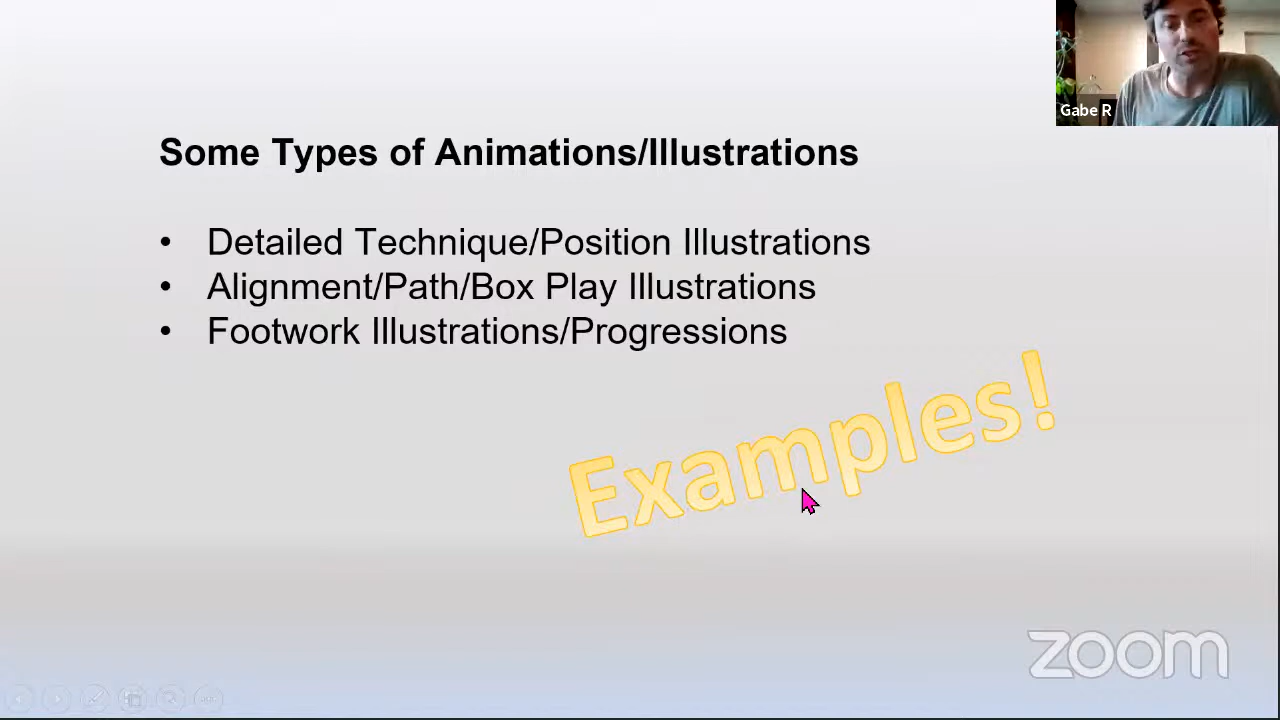 Gabe R
Some Types of Animations/Illustrations
• Detailed Technique/Position Illustrations
• Alignment/Path/Box Play Illustrations
• Footwork Illustrations/Progressions
Examples!
zoom